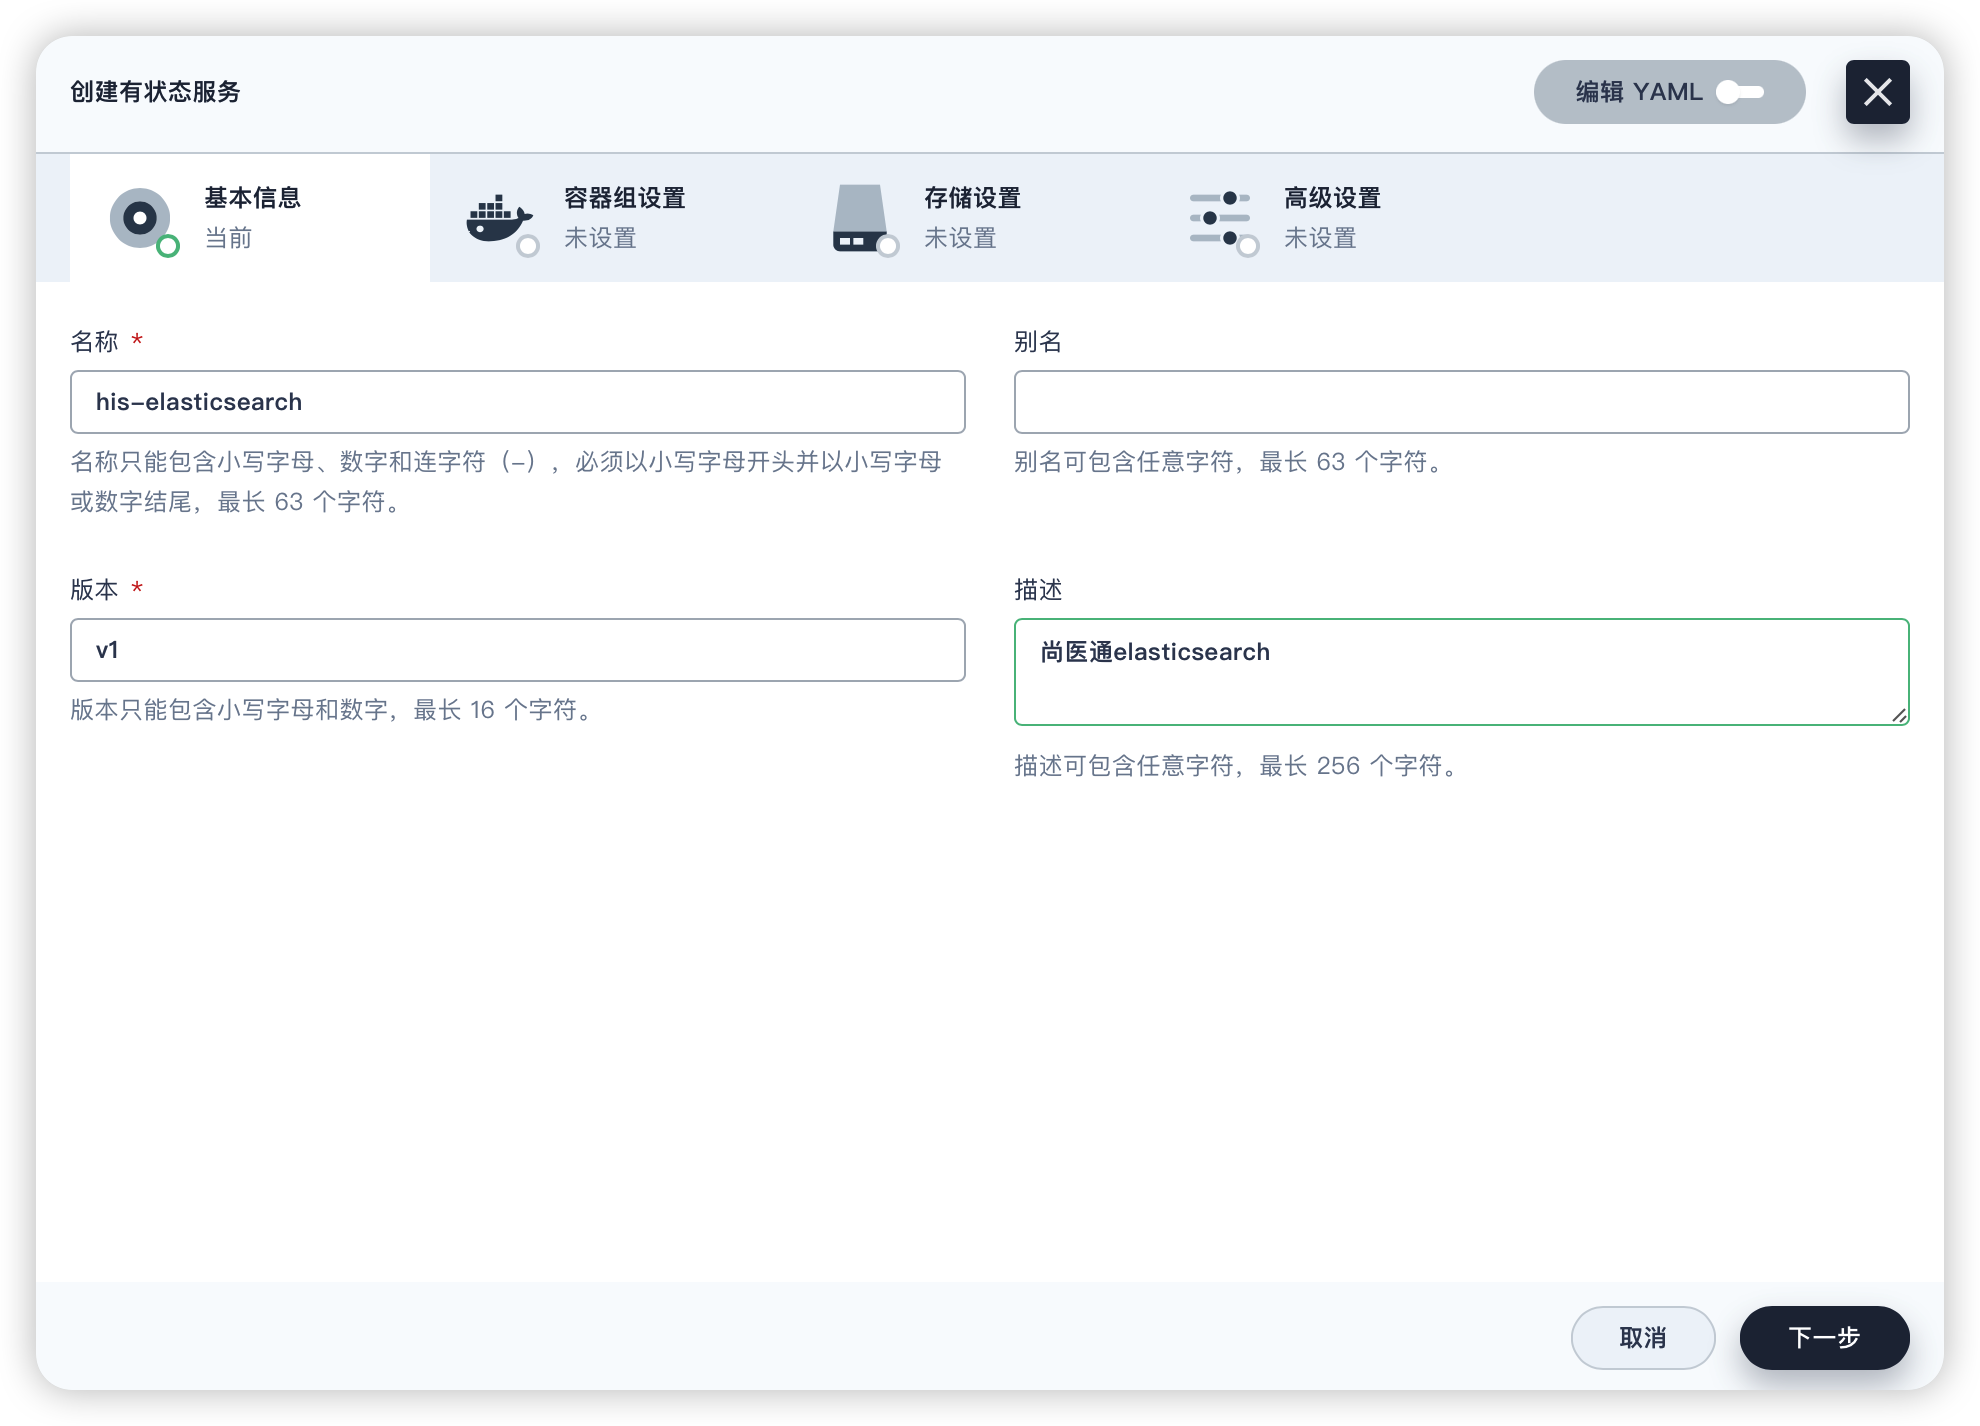 创建有状态服务
编辑 YAML
基本信息
当前
容器组设置
未设置
存储设置
未设置
高级设置
未设置
名称 *
his-elasticsearch
名称只能包含小写字母、数字和连字符（-），必须以小写字母开头并以小写字母
或数字结尾，最长 63 个字符。
别名
别名可包含任意字符，最长 63 个字符。
版本 *
v1
版本只能包含小写字母和数字，最长 16 个字符。
描述
尚医通elasticsearch
描述可包含任意字符，最长 256 个字符。
取消
下一步